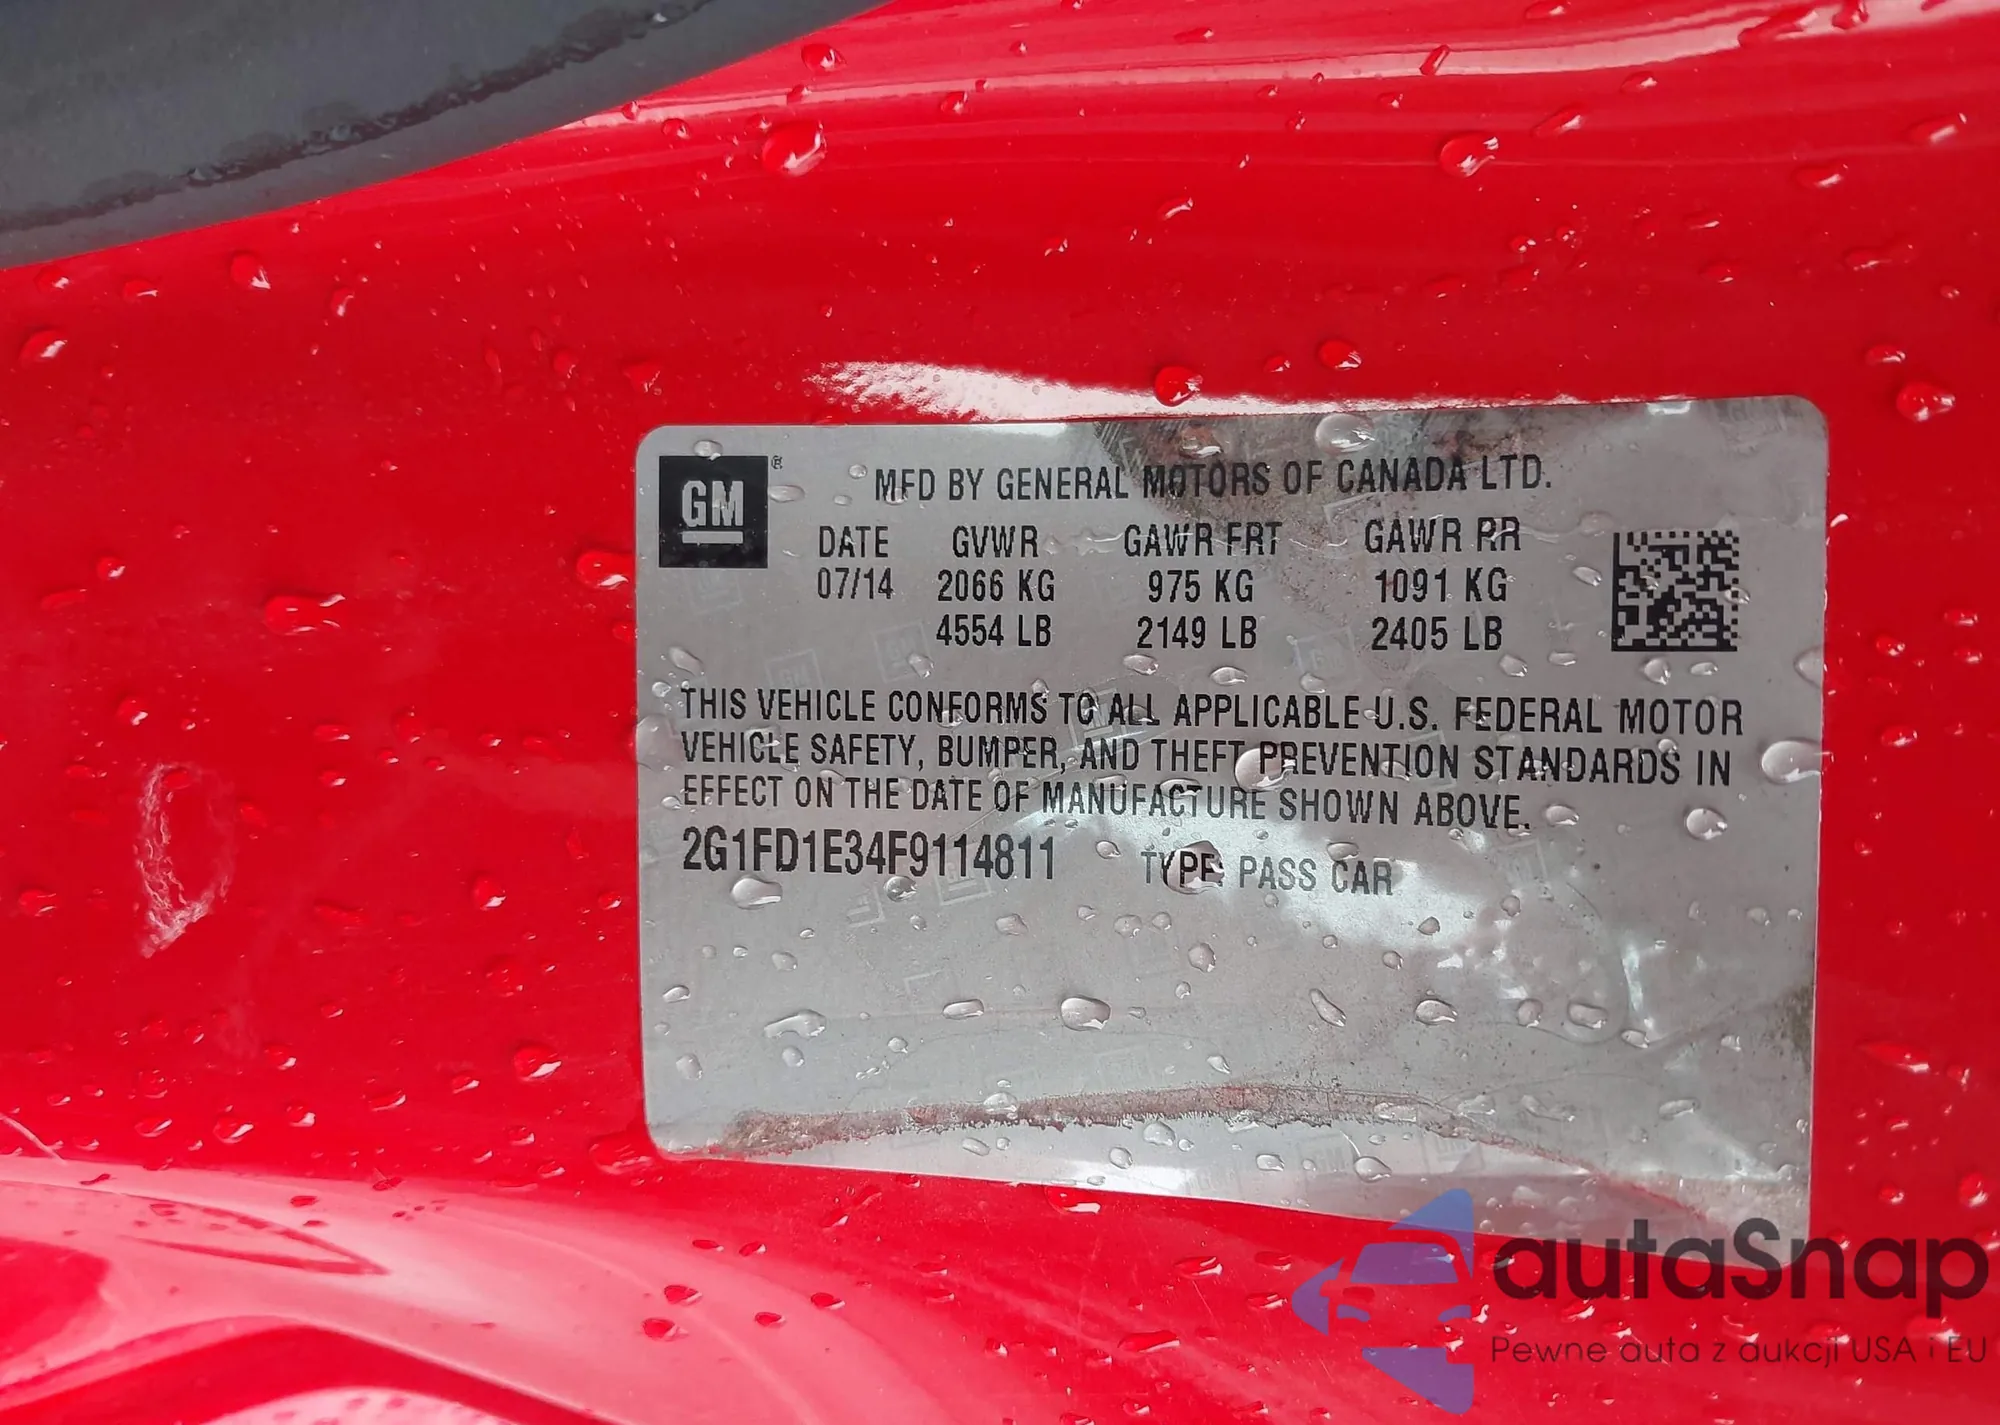 GM ®
MFD BY GENERAL MOTORS OF CANADA LTD.
DATE GVWR GAWR FRT GAWR RR
07/14 2066 KG 975 KG 1091 KG
4554 LB 2149 LB 2405 LB
THIS VEHICLE CONFORMS TO ALL APPLICABLE U.S. FEDERAL MOTOR
VEHICLE SAFETY, BUMPER, AND THEFT PREVENTION STANDARDS IN
EFFECT ON THE DATE OF MANUFACTURE SHOWN ABOVE.
2G1FD1E34F9114811 TYPE: PASS CAR
autaSnap
Pewne auta z aukcji USA i EU